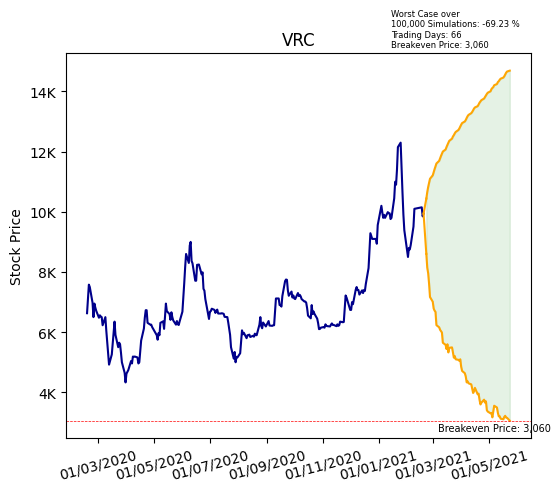 Worst Case over
100,000 Simulations: -69.23 %
Trading Days: 66
Breakeven Price: 3,060
VRC
Stock Price
14K
12K
10K
8K
6K
4K
Breakeven Price: 3,060
01/03/2020
01/05/2020
01/07/2020
01/09/2020
01/11/2020
01/01/2021
01/03/2021
01/05/2021